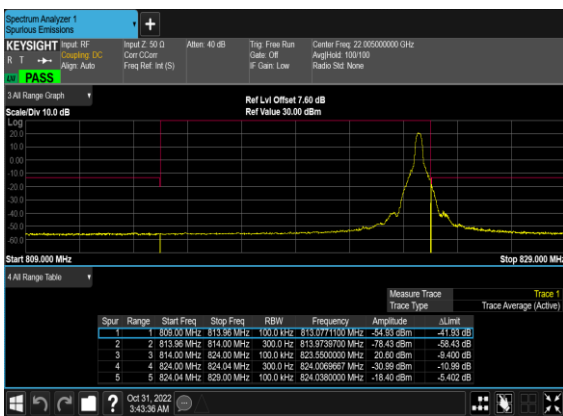 Spectrum Analyzer 1
Spurious Emissions
+
KEYSIGHT Input: RF Input Z: 50 Ω Atten: 40 dB Trig: Free Run Center Freq: 22.005000000 GHz
R T Coupling: DC Corr CCorr Gate: Off Avg|Hold: 100/100
Align: Auto Freq Ref: Int (S) IF Gain: Low Radio Std: None
PASS
3 All Range Graph
Ref Lvl Offset 7.60 dB
Scale/Div 10.0 dB Ref Value 30.00 dBm
Log
20.0
10.0
0.00
-10.0
-20.0
-30.0
-40.0
-50.0
-60.0
Start 809.000 MHz Stop 829.000 MHz
4 All Range Table
Measure Trace Trace 1
Trace Type Trace Average (Active)
Spur Range Start Freq Stop Freq RBW Frequency Amplitude ΔLimit
1 1 809.00 MHz 813.96 MHz 100.0 kHz 813.0771100 MHz -54.93 dBm -41.93 dB
2 2 813.96 MHz 814.00 MHz 300.0 Hz 813.9739700 MHz -78.43 dBm -58.43 dB
3 3 814.00 MHz 824.00 MHz 100.0 kHz 823.5500000 MHz 20.60 dBm -9.400 dB
4 4 824.00 MHz 824.04 MHz 300.0 Hz 824.0069667 MHz -30.99 dBm -10.99 dB
5 5 824.04 MHz 829.00 MHz 100.0 kHz 824.0380000 MHz -18.40 dBm -5.402 dB
? Oct 31, 2022
3:43:36 AM